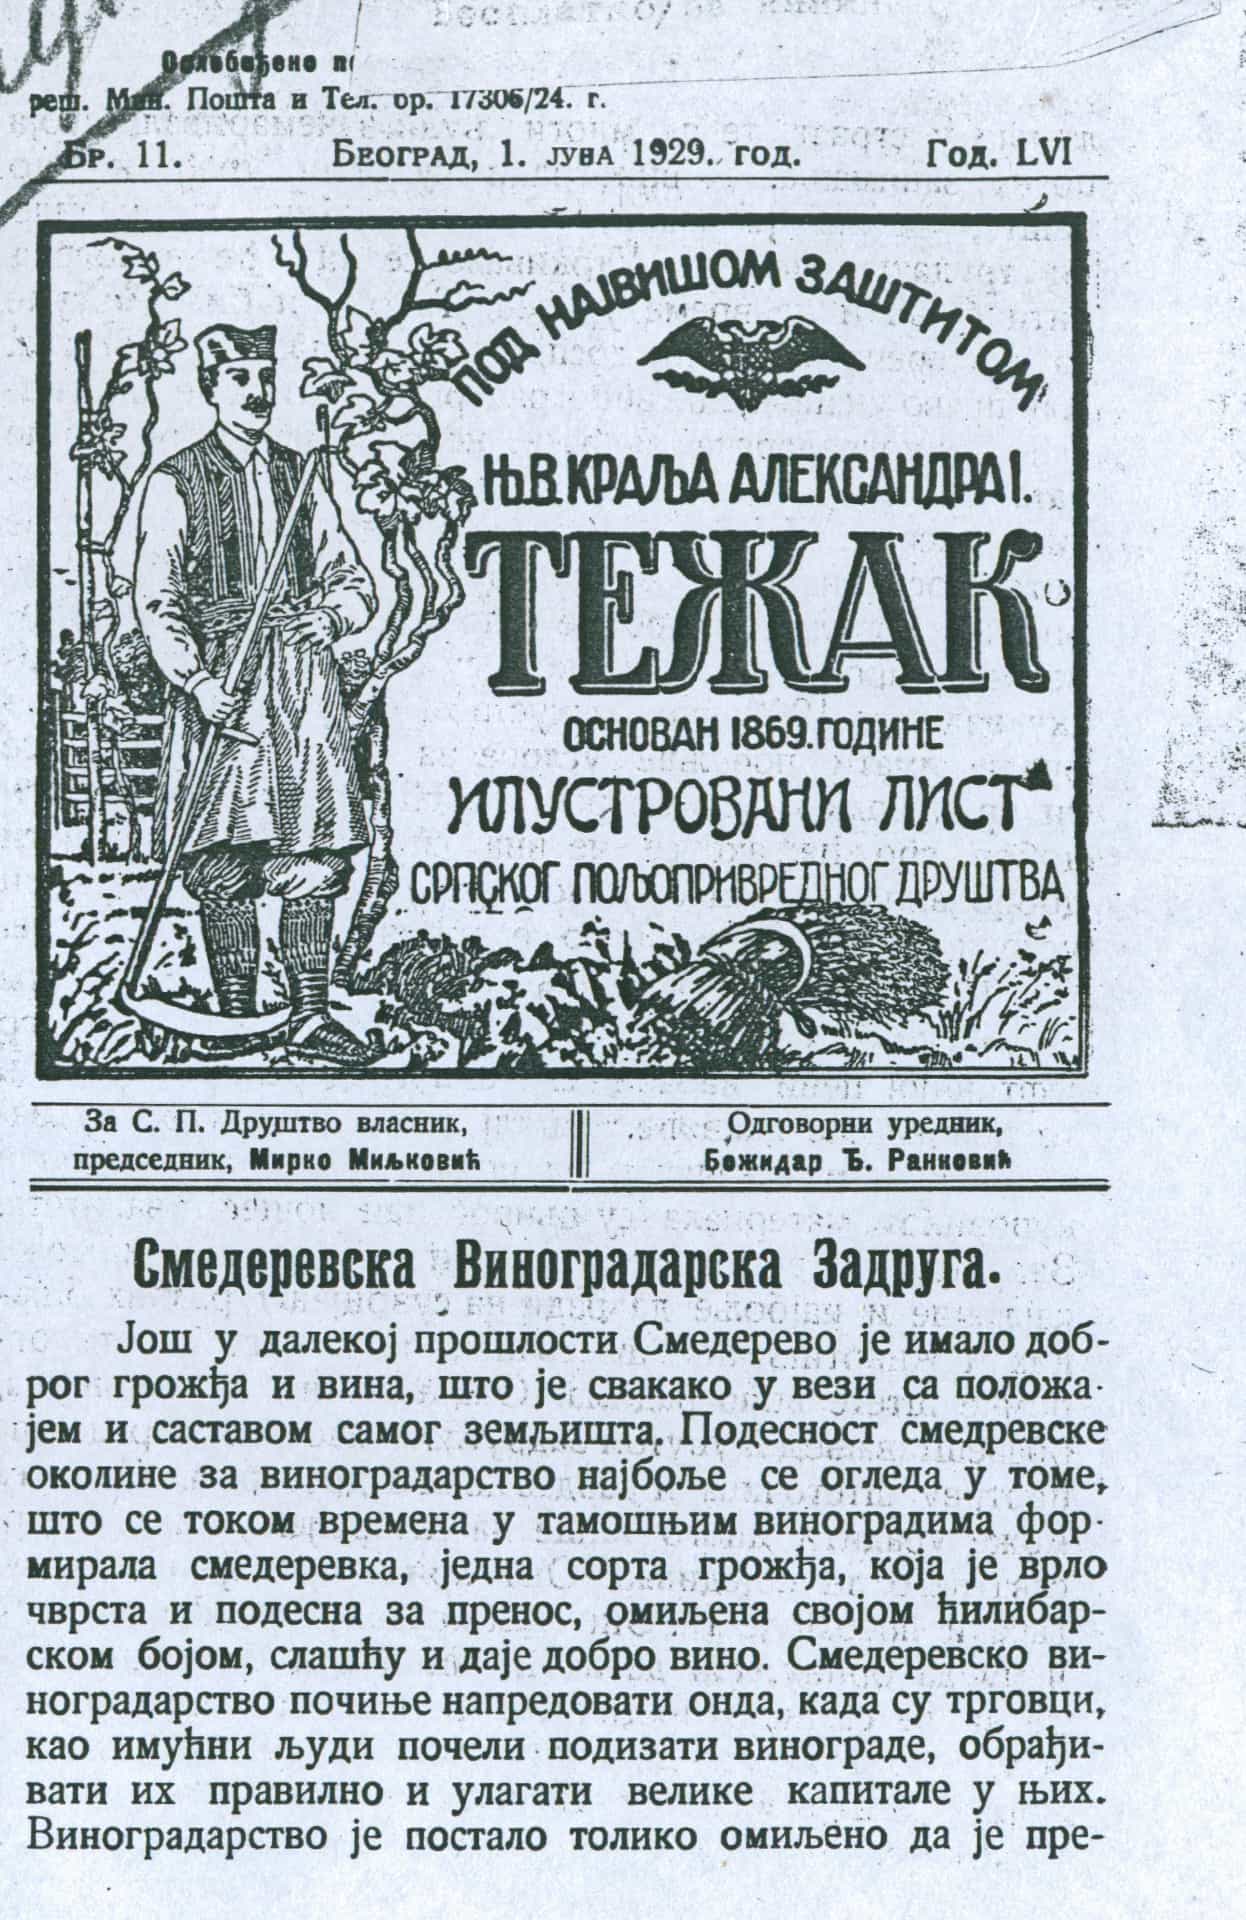 Ослобођено п
реш. Мин. Пошта и Тел. бр. 17306/24. г.
Бр. 11. Београд, 1. јуна 1929. год. Год. LVI
ПОД НАЈВИШОМ ЗАШТИТОМ
Њ.В. КРАЉА АЛЕКСАНДРА I.
ТЕЖАК
ОСНОВАН 1869. ГОДИНЕ
ИЛУСТРОВАНИ ЛИСТ
СРПСКОГ ПОЉОПРИВРЕДНОГ ДРУШТВА
За С. П. Друштво власник,
председник, Мирко Миљковић
Одговорни уредник,
Божидар Ђ. Ранковић
Смедеревска Виноградарска Задруга.
Још у далекој прошлости Смедерево је имало доб-
рог грожђа и вина, што је свакако у вези са положа-
јем и саставом самог земљишта. Подесност смедревске
околине за виноградарство најбоље се огледа у томе,
што се током времена у тамошњим виноградима фор-
мирала смедеревка, једна сорта грожђа, која је врло
чврста и подесна за пренос, омиљена својом ћилибар-
ском бојом, слашћу и даје добро вино. Смедеревско ви-
ноградарство почиње напредовати онда, када су трговци,
као имућни људи почели подизати винограде, обрађи-
вати их правилно и улагати велике капитале у њих.
Виноградарство је постало толико омиљено да је пре-